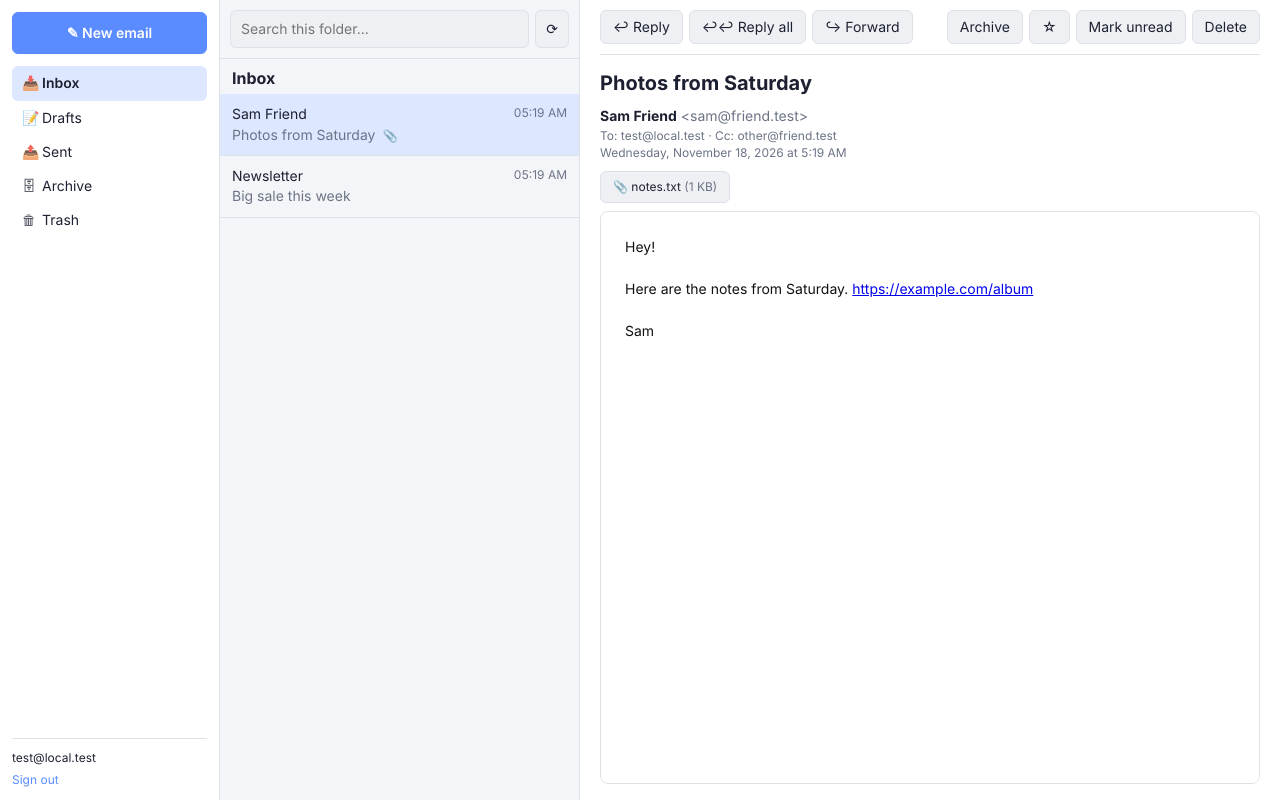 ✎ New email
📥 Inbox
📝 Drafts
📤 Sent
🗄 Archive
🗑 Trash
test@local.test
Sign out
Search this folder...
⟳
Inbox
Sam Friend 05:19 AM
Photos from Saturday 📎
Newsletter 05:19 AM
Big sale this week
↩ Reply ↩↩ Reply all ↪ Forward Archive ☆ Mark unread Delete
Photos from Saturday
Sam Friend <sam@friend.test>
To: test@local.test · Cc: other@friend.test
Wednesday, November 18, 2026 at 5:19 AM
📎 notes.txt (1 KB)
Hey!
Here are the notes from Saturday. https://example.com/album
Sam